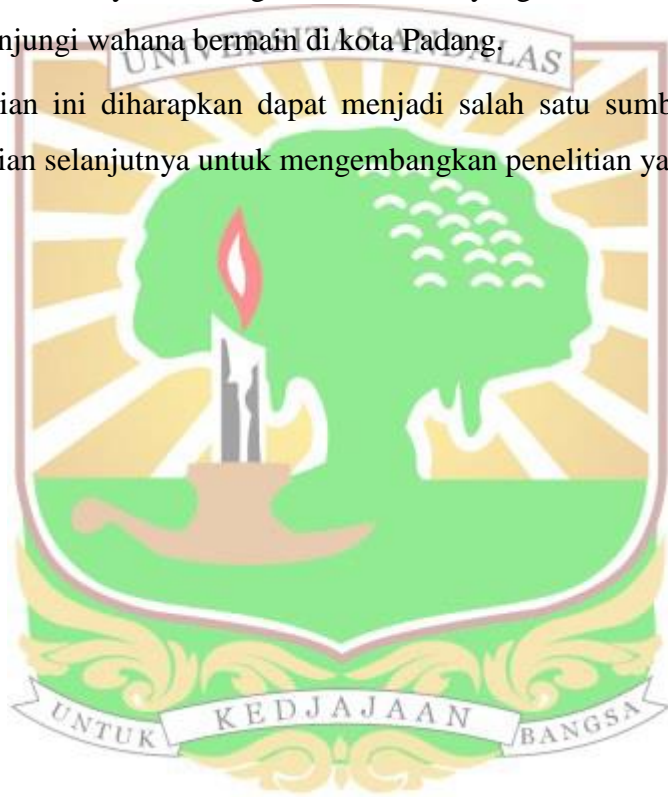 njungi wahana bermain di kota Padang.
UNIVERSITAS ANDALAS
ian ini diharapkan dapat menjadi salah satu sumb
ian selanjutnya untuk mengembangkan penelitian ya
UNTUK KEDJAJAAN BANGSA